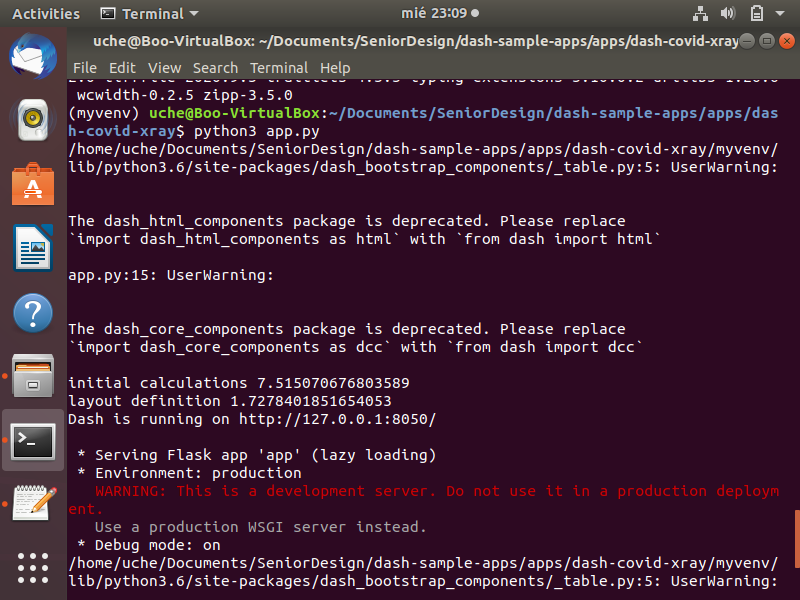 Activities
Terminal
mié 23:09
uche@Boo-VirtualBox: ~/Documents/SeniorDesign/dash-sample-apps/apps/dash-covid-xray
File Edit View Search Terminal Help
wcwidth-0.2.5 zipp-3.5.0
(myvenv) uche@Boo-VirtualBox:~/Documents/SeniorDesign/dash-sample-apps/apps/das
h-covid-xray$ python3 app.py
/home/uche/Documents/SeniorDesign/dash-sample-apps/apps/dash-covid-xray/myvenv/
lib/python3.6/site-packages/dash_bootstrap_components/_table.py:5: UserWarning:
The dash_html_components package is deprecated. Please replace
`import dash_html_components as html` with `from dash import html`
app.py:15: UserWarning:
The dash_core_components package is deprecated. Please replace
`import dash_core_components as dcc` with `from dash import dcc`
initial calculations 7.515070676803589
layout definition 1.7278401851654053
Dash is running on http://127.0.0.1:8050/
* Serving Flask app 'app' (lazy loading)
* Environment: production
WARNING: This is a development server. Do not use it in a production deploym
ent.
Use a production WSGI server instead.
* Debug mode: on
/home/uche/Documents/SeniorDesign/dash-sample-apps/apps/dash-covid-xray/myvenv/
lib/python3.6/site-packages/dash_bootstrap_components/_table.py:5: UserWarning: